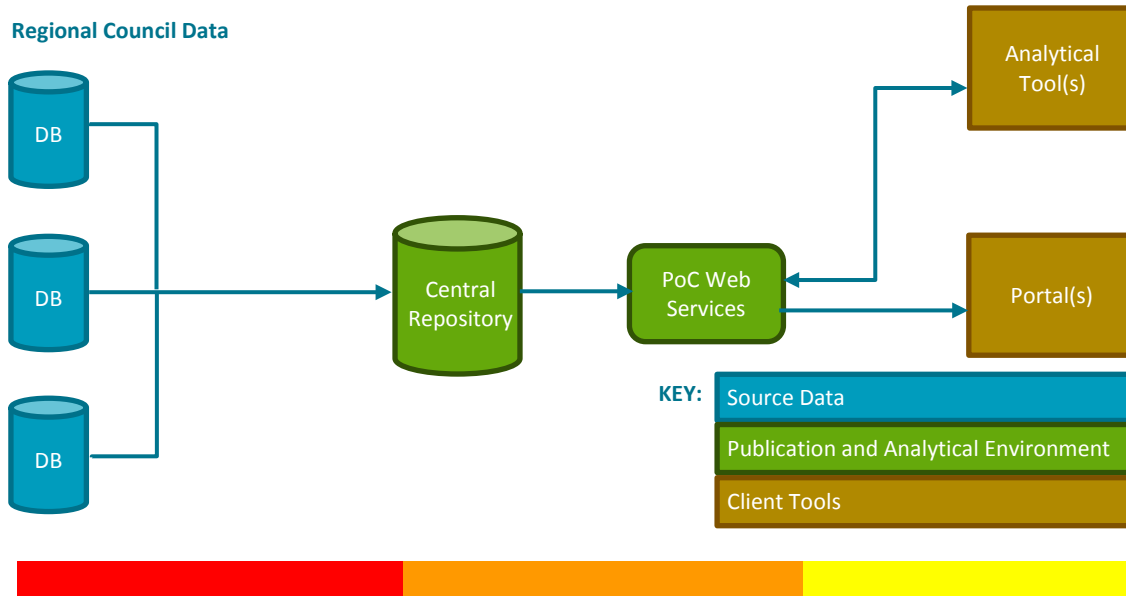 Regional Council Data
DB
DB
DB
Central
Repository
PoC Web
Services
Analytical
Tool(s)
Portal(s)
KEY:
Source Data
Publication and Analytical Environment
Client Tools